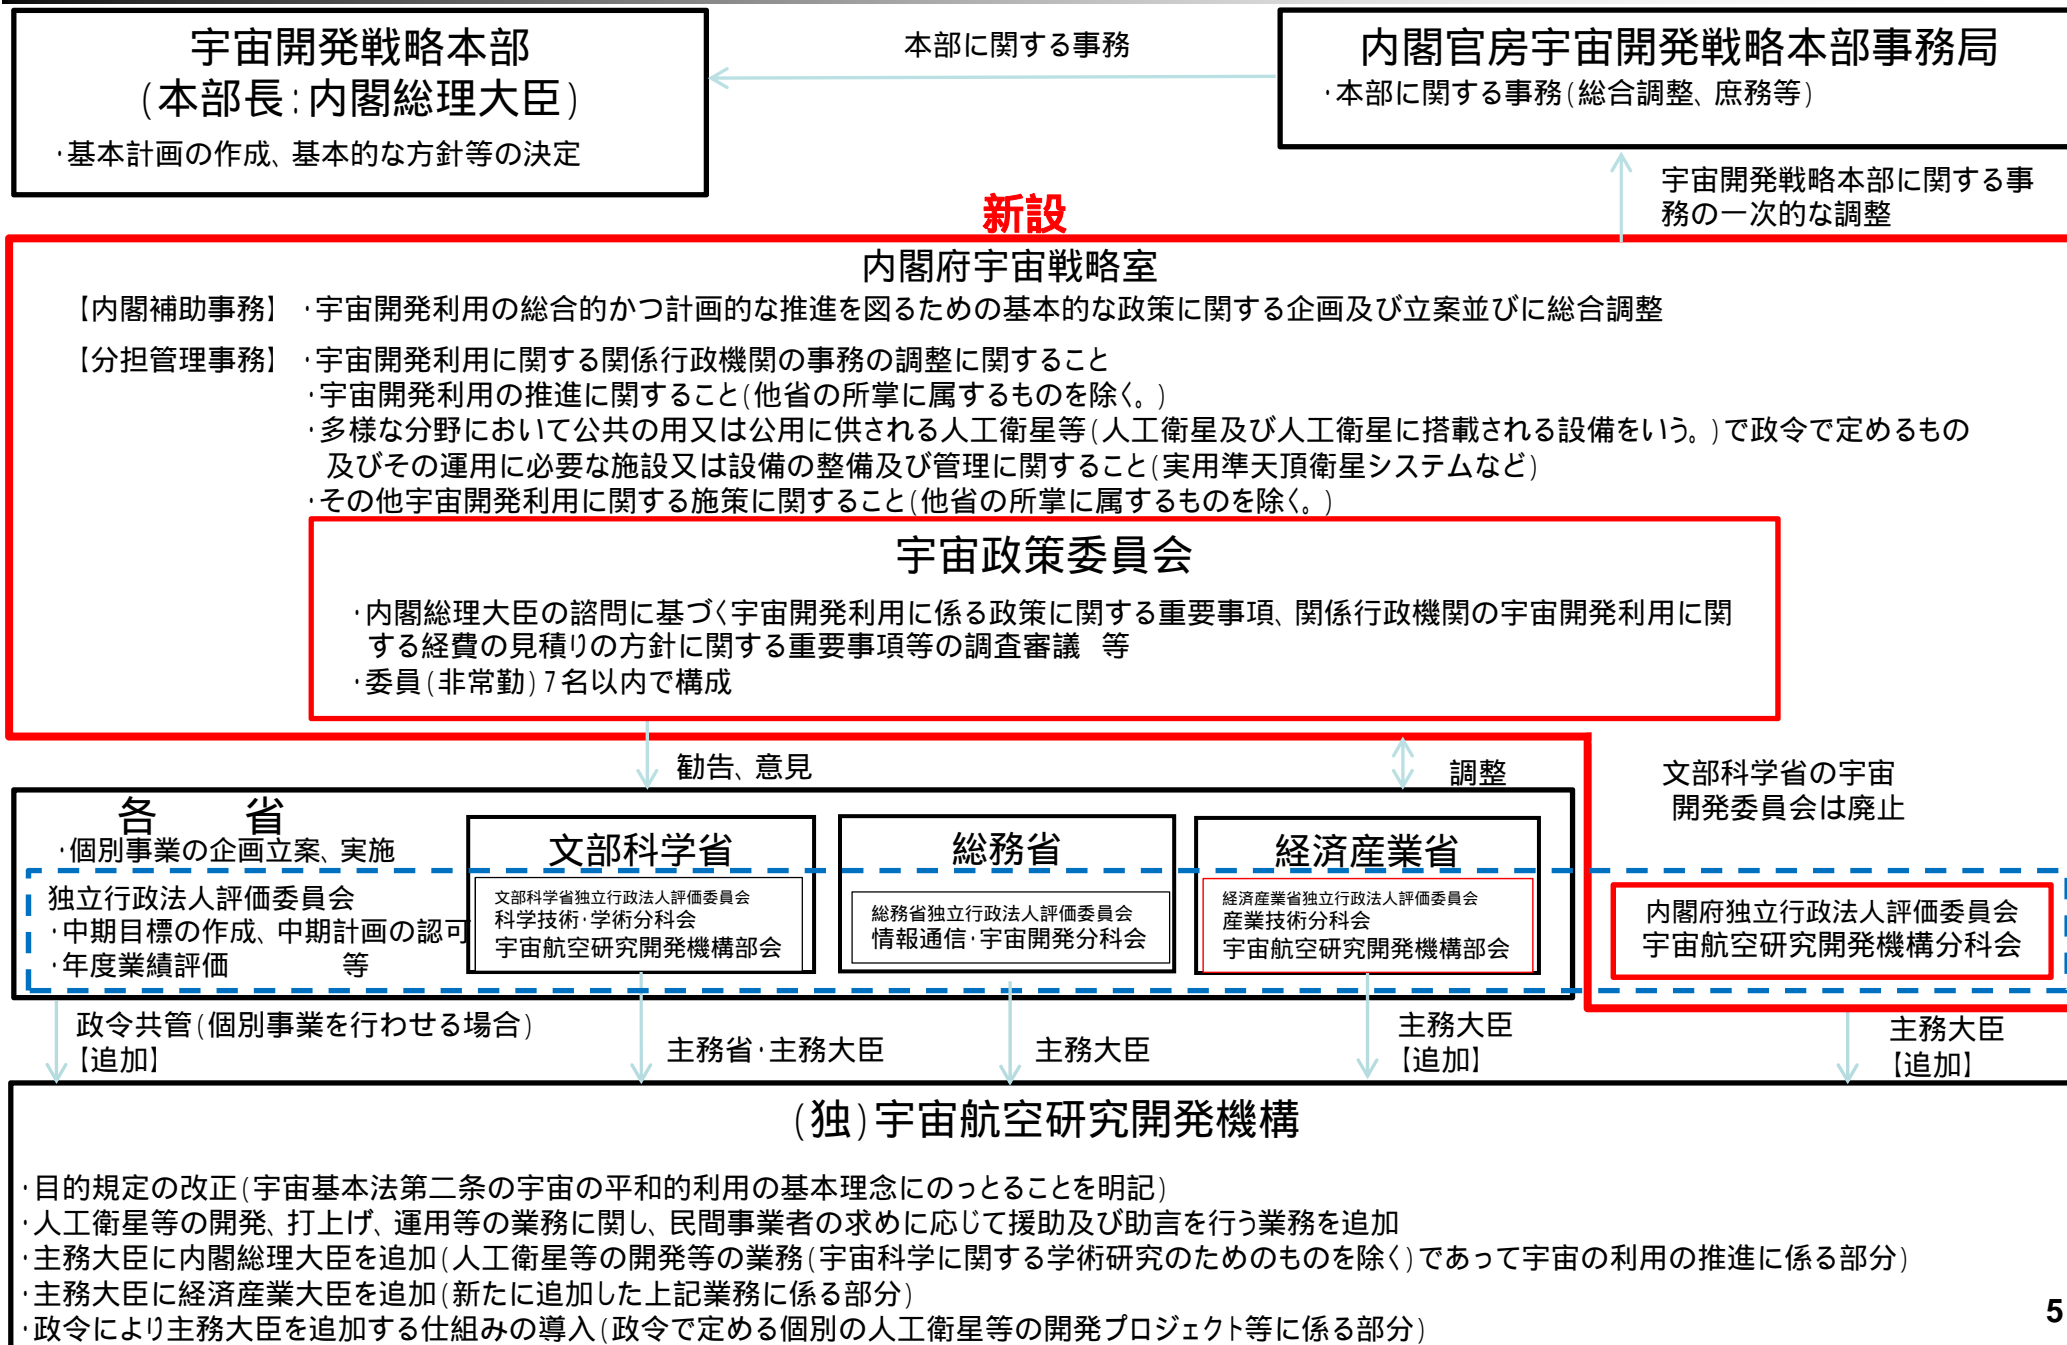 宇宙開発戦略本部
(本部長:内閣総理大臣)
・基本計画の作成、基本的な方針等の決定
本部に関する事務
内閣官房宇宙開発戦略本部事務局
・本部に関する事務(総合調整、庶務等)
宇宙開発戦略本部に関する事
務の一次的な調整
新設
内閣府宇宙戦略室
【内閣補助事務】 ・宇宙開発利用の総合的かつ計画的な推進を図るための基本的な政策に関する企画及び立案並びに総合調整
【分担管理事務】 ・宇宙開発利用に関する関係行政機関の事務の調整に関すること
・宇宙開発利用の推進に関すること(他省の所掌に属するものを除く。)
・多様な分野において公共の用又は公用に供される人工衛星等(人工衛星及び人工衛星に搭載される設備をいう。)で政令で定めるもの
及びその運用に必要な施設又は設備の整備及び管理に関すること(実用準天頂衛星システムなど)
・その他宇宙開発利用に関する施策に関すること(他省の所掌に属するものを除く。)
宇宙政策委員会
・内閣総理大臣の諮問に基づく宇宙開発利用に係る政策に関する重要事項、関係行政機関の宇宙開発利用に関
する経費の見積りの方針に関する重要事項等の調査審議 等
・委員(非常勤)7名以内で構成
勧告、意見
調整
文部科学省の宇宙
開発委員会は廃止
各 省
・個別事業の企画立案、実施
独立行政法人評価委員会
・中期目標の作成、中期計画の認可
・年度業績評価 等
文部科学省
文部科学省独立行政法人評価委員会
科学技術・学術分科会
宇宙航空研究開発機構部会
総務省
総務省独立行政法人評価委員会
情報通信・宇宙開発分科会
経済産業省
経済産業省独立行政法人評価委員会
産業技術分科会
宇宙航空研究開発機構部会
内閣府独立行政法人評価委員会
宇宙航空研究開発機構分科会
政令共管(個別事業を行わせる場合)
【追加】
主務省・主務大臣
主務大臣
主務大臣
【追加】
主務大臣
【追加】
(独)宇宙航空研究開発機構
・目的規定の改正(宇宙基本法第二条の宇宙の平和的利用の基本理念にのっとることを明記)
・人工衛星等の開発、打上げ、運用等の業務に関し、民間事業者の求めに応じて援助及び助言を行う業務を追加
・主務大臣に内閣総理大臣を追加(人工衛星等の開発等の業務(宇宙科学に関する学術研究のためのものを除く)であって宇宙の利用の推進に係る部分)
・主務大臣に経済産業大臣を追加(新たに追加した上記業務に係る部分)
・政令により主務大臣を追加する仕組みの導入(政令で定める個別の人工衛星等の開発プロジェクト等に係る部分)
5